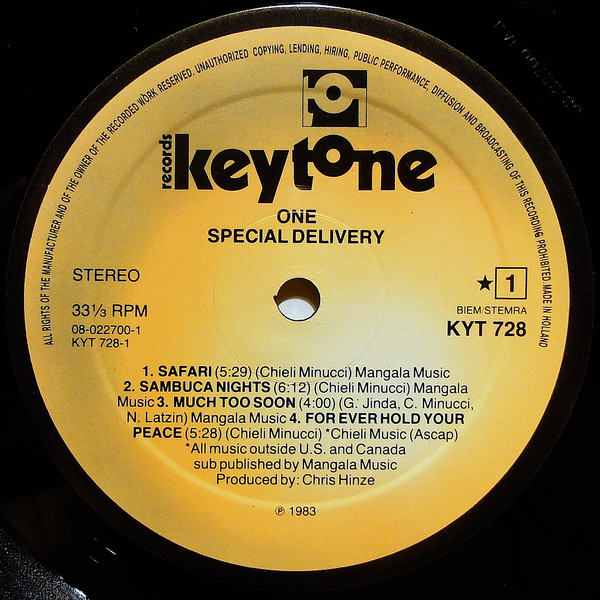 ALL RIGHTS OF THE MANUFACTURER AND OF THE OWNER OF THE RECORDED WORK RESERVED, UNAUTHORIZED COPYING, LENDING, HIRING, PUBLIC PERFORMANCE, DIFFUSION AND BROADCASTING OF THIS RECORDING PROHIBITED MADE IN HOLLAND
records
keytone
ONE
SPECIAL DELIVERY
STEREO
★ 1
33⅓ RPM
BIEM/STEMRA
08-022700-1
KYT 728
KYT 728-1
1. SAFARI (5:29) (Chieli Minucci) Mangala Music
2. SAMBUCA NIGHTS (6:12) (Chieli Minucci) Mangala
Music 3. MUCH TOO SOON (4:00) (G. Jinda, C. Minucci,
N. Latzin) Mangala Music 4. FOR EVER HOLD YOUR
PEACE (5:28) (Chieli Minucci) *Chieli Music (Ascap)
*All music outside U.S. and Canada
sub published by Mangala Music
Produced by: Chris Hinze
℗ 1983